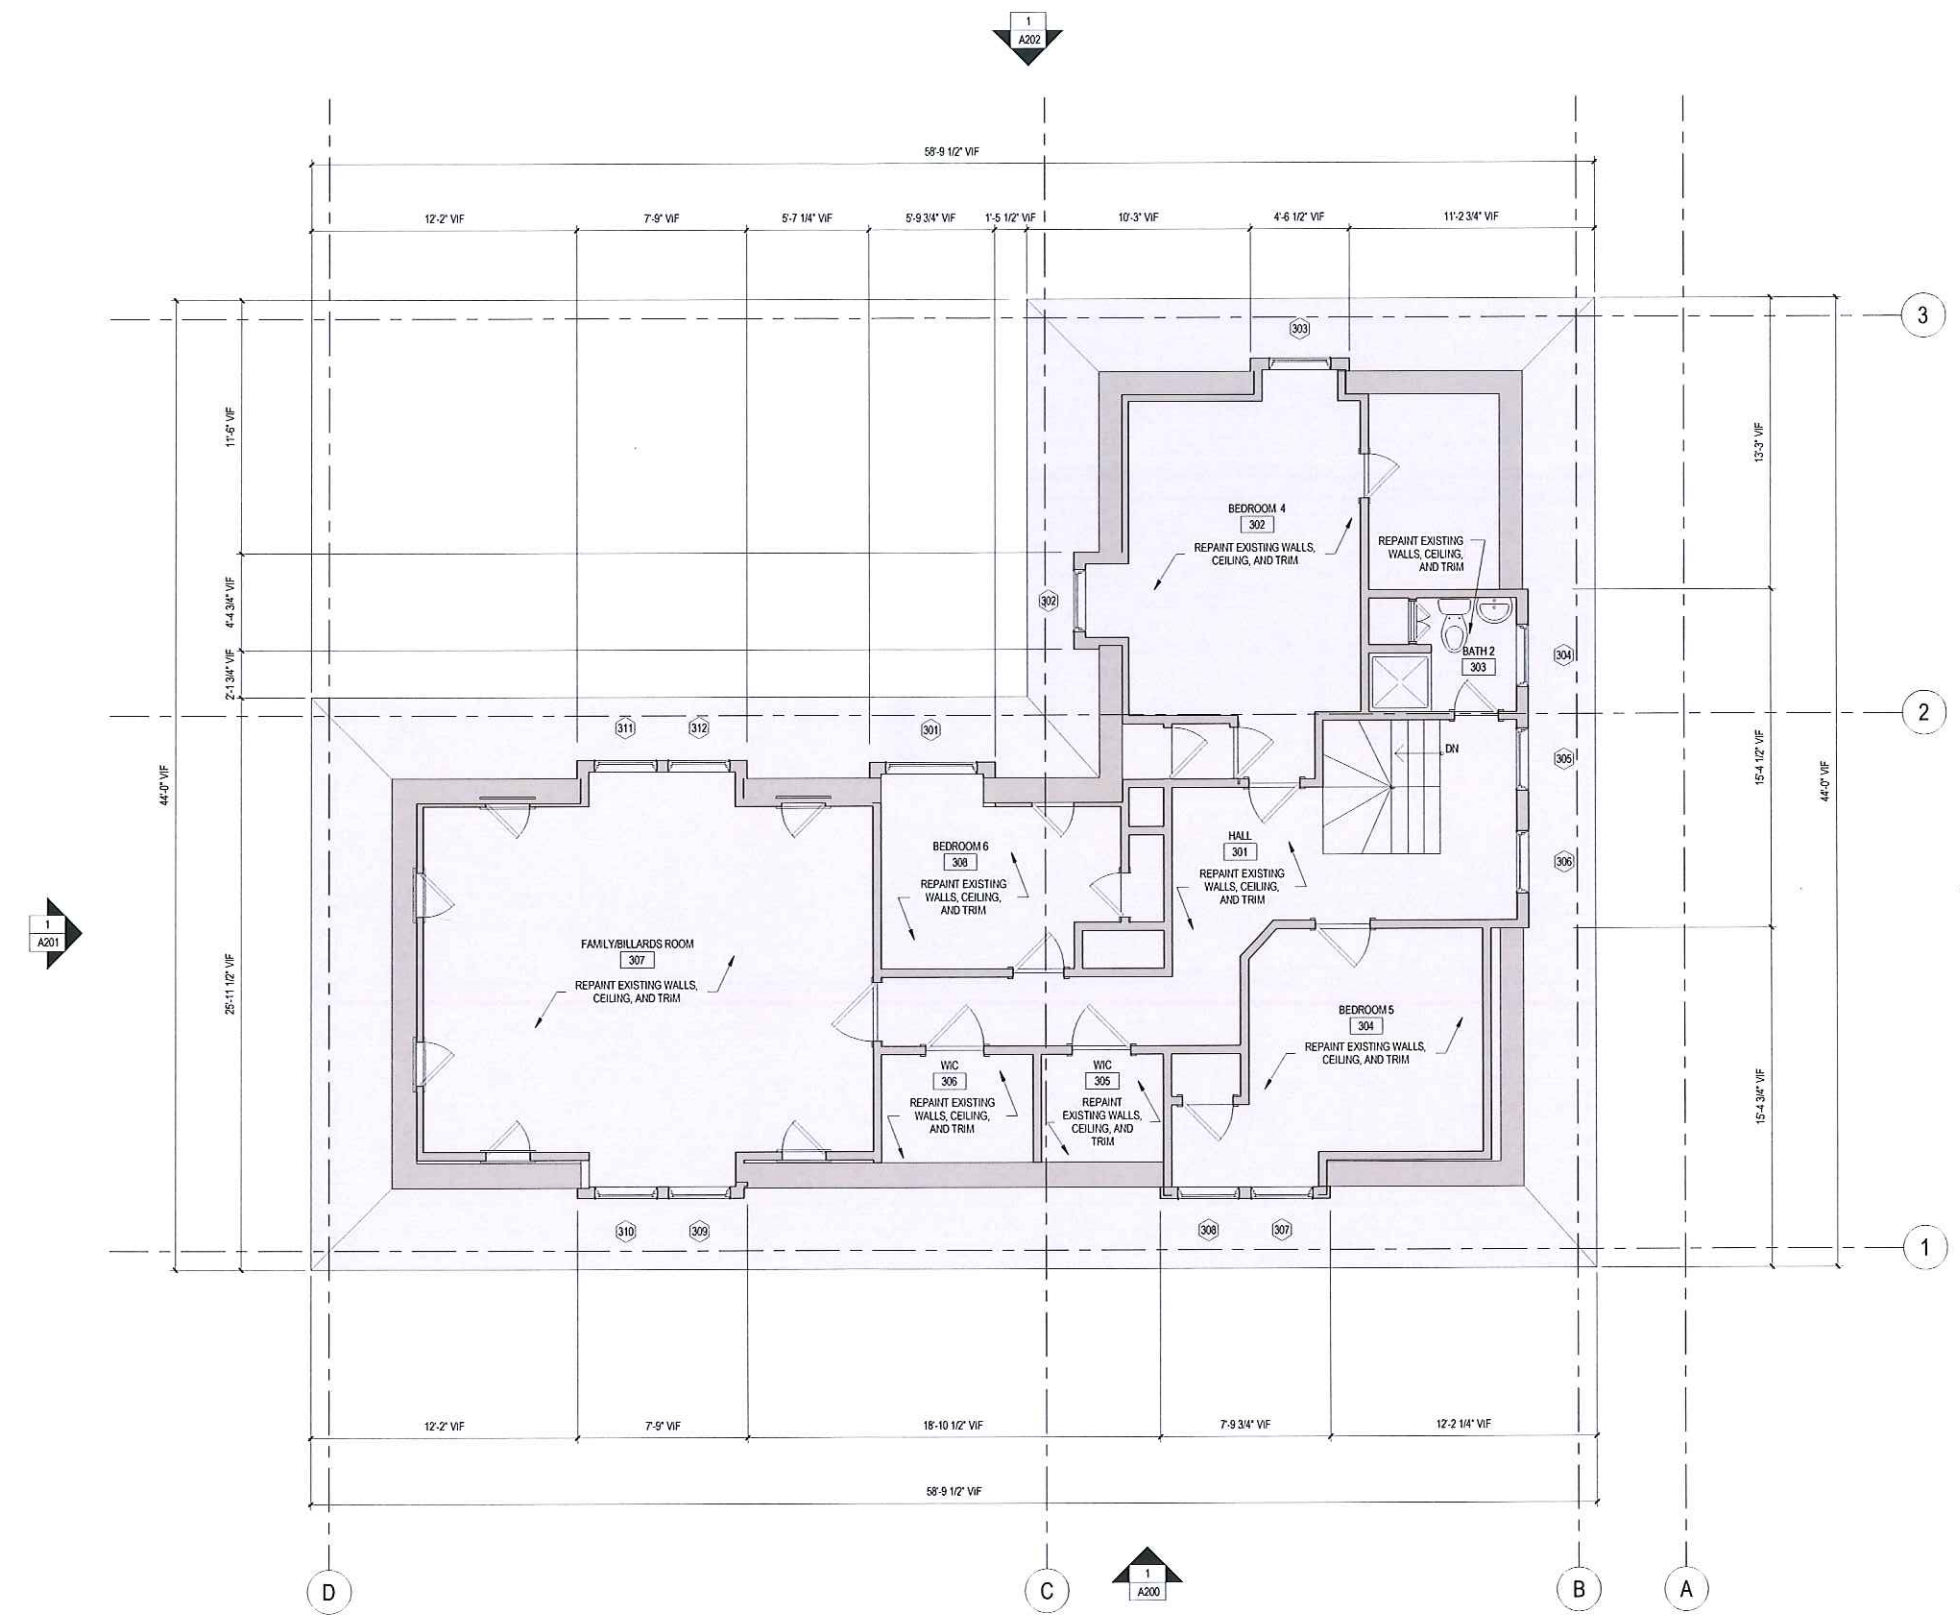 1
A202
58'-9 1/2" VIF
12'-2" VIF
7'-9" VIF
5'-7 1/4" VIF
5'-9 3/4" VIF
1'-5 1/2" VIF
10'-3" VIF
4'-6 1/2" VIF
11'-2 3/4" VIF
3
303
11'-6" VIF
13'-3" VIF
BEDROOM 4
302
REPAINT EXISTING WALLS,
CEILING, AND TRIM
REPAINT EXISTING
WALLS, CEILING,
AND TRIM
4'-4 3/4" VIF
302
BATH 2
303
304
2'-1 3/4" VIF
2
311
312
301
DN
305
44'-0" VIF
15'-4 1/2" VIF
44'-0" VIF
HALL
301
REPAINT EXISTING
WALLS, CEILING,
AND TRIM
BEDROOM 6
308
REPAINT EXISTING
WALLS, CEILING,
AND TRIM
306
1
A201
FAMILY/BILLARDS ROOM
307
REPAINT EXISTING WALLS,
CEILING, AND TRIM
25'-11 1/2" VIF
BEDROOM 5
304
REPAINT EXISTING WALLS,
CEILING, AND TRIM
WIC
306
REPAINT EXISTING
WALLS, CEILING,
AND TRIM
WIC
305
REPAINT
EXISTING WALLS,
CEILING, AND
TRIM
15'-4 3/4" VIF
310
309
308
307
1
12'-2" VIF
7'-9" VIF
18'-10 1/2" VIF
7'-9 3/4" VIF
12'-2 1/4" VIF
58'-9 1/2" VIF
D
C
1
A200
B
A